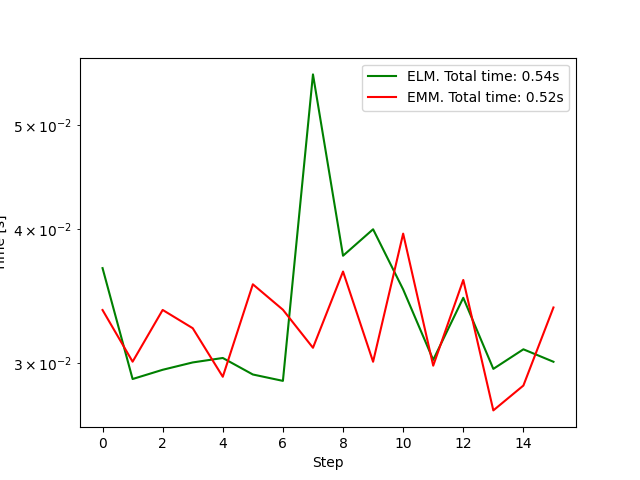 ELM. Total time: 0.54s
EMM. Total time: 0.52s
5 × 10⁻²
4 × 10⁻²
3 × 10⁻²
Time [s]
0 2 4 6 8 10 12 14
Step